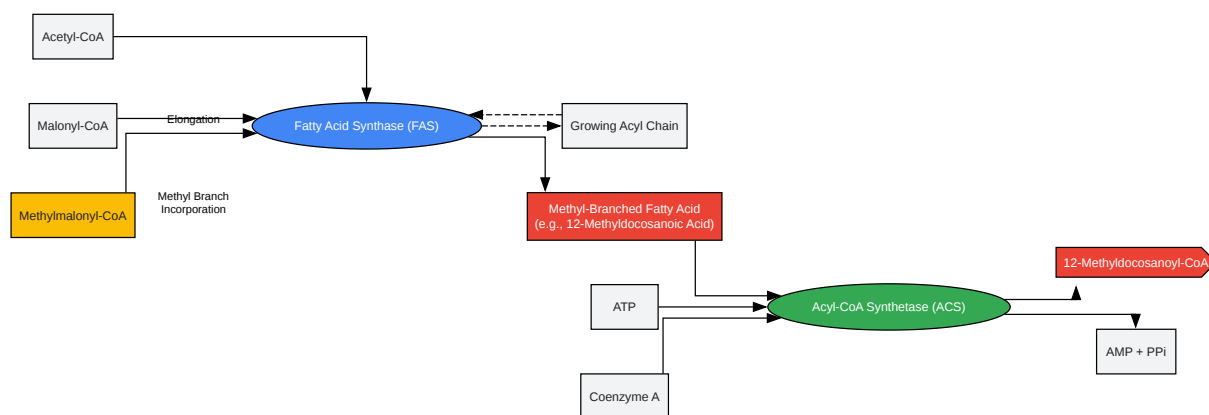 Acetyl-CoA
Malonyl-CoA
Elongation
Fatty Acid Synthase (FAS)
Growing Acyl Chain
Methylmalonyl-CoA
Methyl Branch
Incorporation
Methyl-Branched Fatty Acid
(e.g., 12-Methyldocosanoic Acid)
12-Methyldocosanoyl-CoA
ATP
Acyl-CoA Synthetase (ACS)
AMP + PPi
Coenzyme A